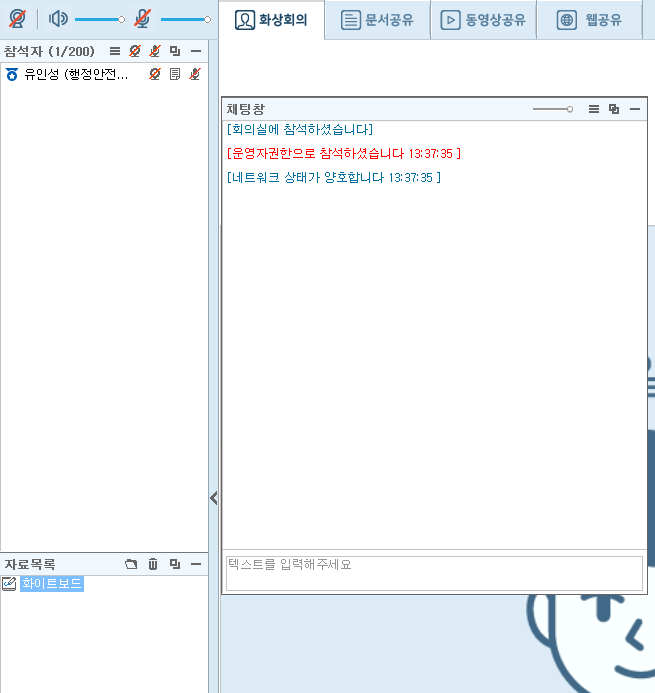 화상회의
문서공유
동영상공유
웹공유
참석자 (1/200)
유인성 (행정안전...
채팅창
[회의실에 참석하셨습니다]
[운영자권한으로 참석하셨습니다 13:37:35 ]
[네트워크 상태가 양호합니다 13:37:35 ]
텍스트를 입력해주세요
자료목록
화이트보드